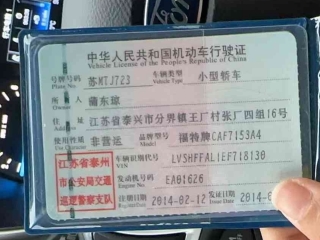 中华人民共和国机动车行驶证
Vehicle License of the People's Republic of China
号牌号码 苏MTJ723 车辆类型 小型轿车
Plate No. Vehicle Type
所有人 蒲东琼
Owner
住址 江苏省泰兴市分界镇王厂村张厂四组16号
Address
使用性质 非营运 品牌型号 福特牌CAF7153A4
Model
江苏省泰州
市公安局交通
巡逻警察支队
车辆识别代号 LVSHFFAL1EF718130
VIN
发动机号码 EA01626
Engine No.
注册日期 2014-02-12 发证日期 2014-0
Register Date Issue Date